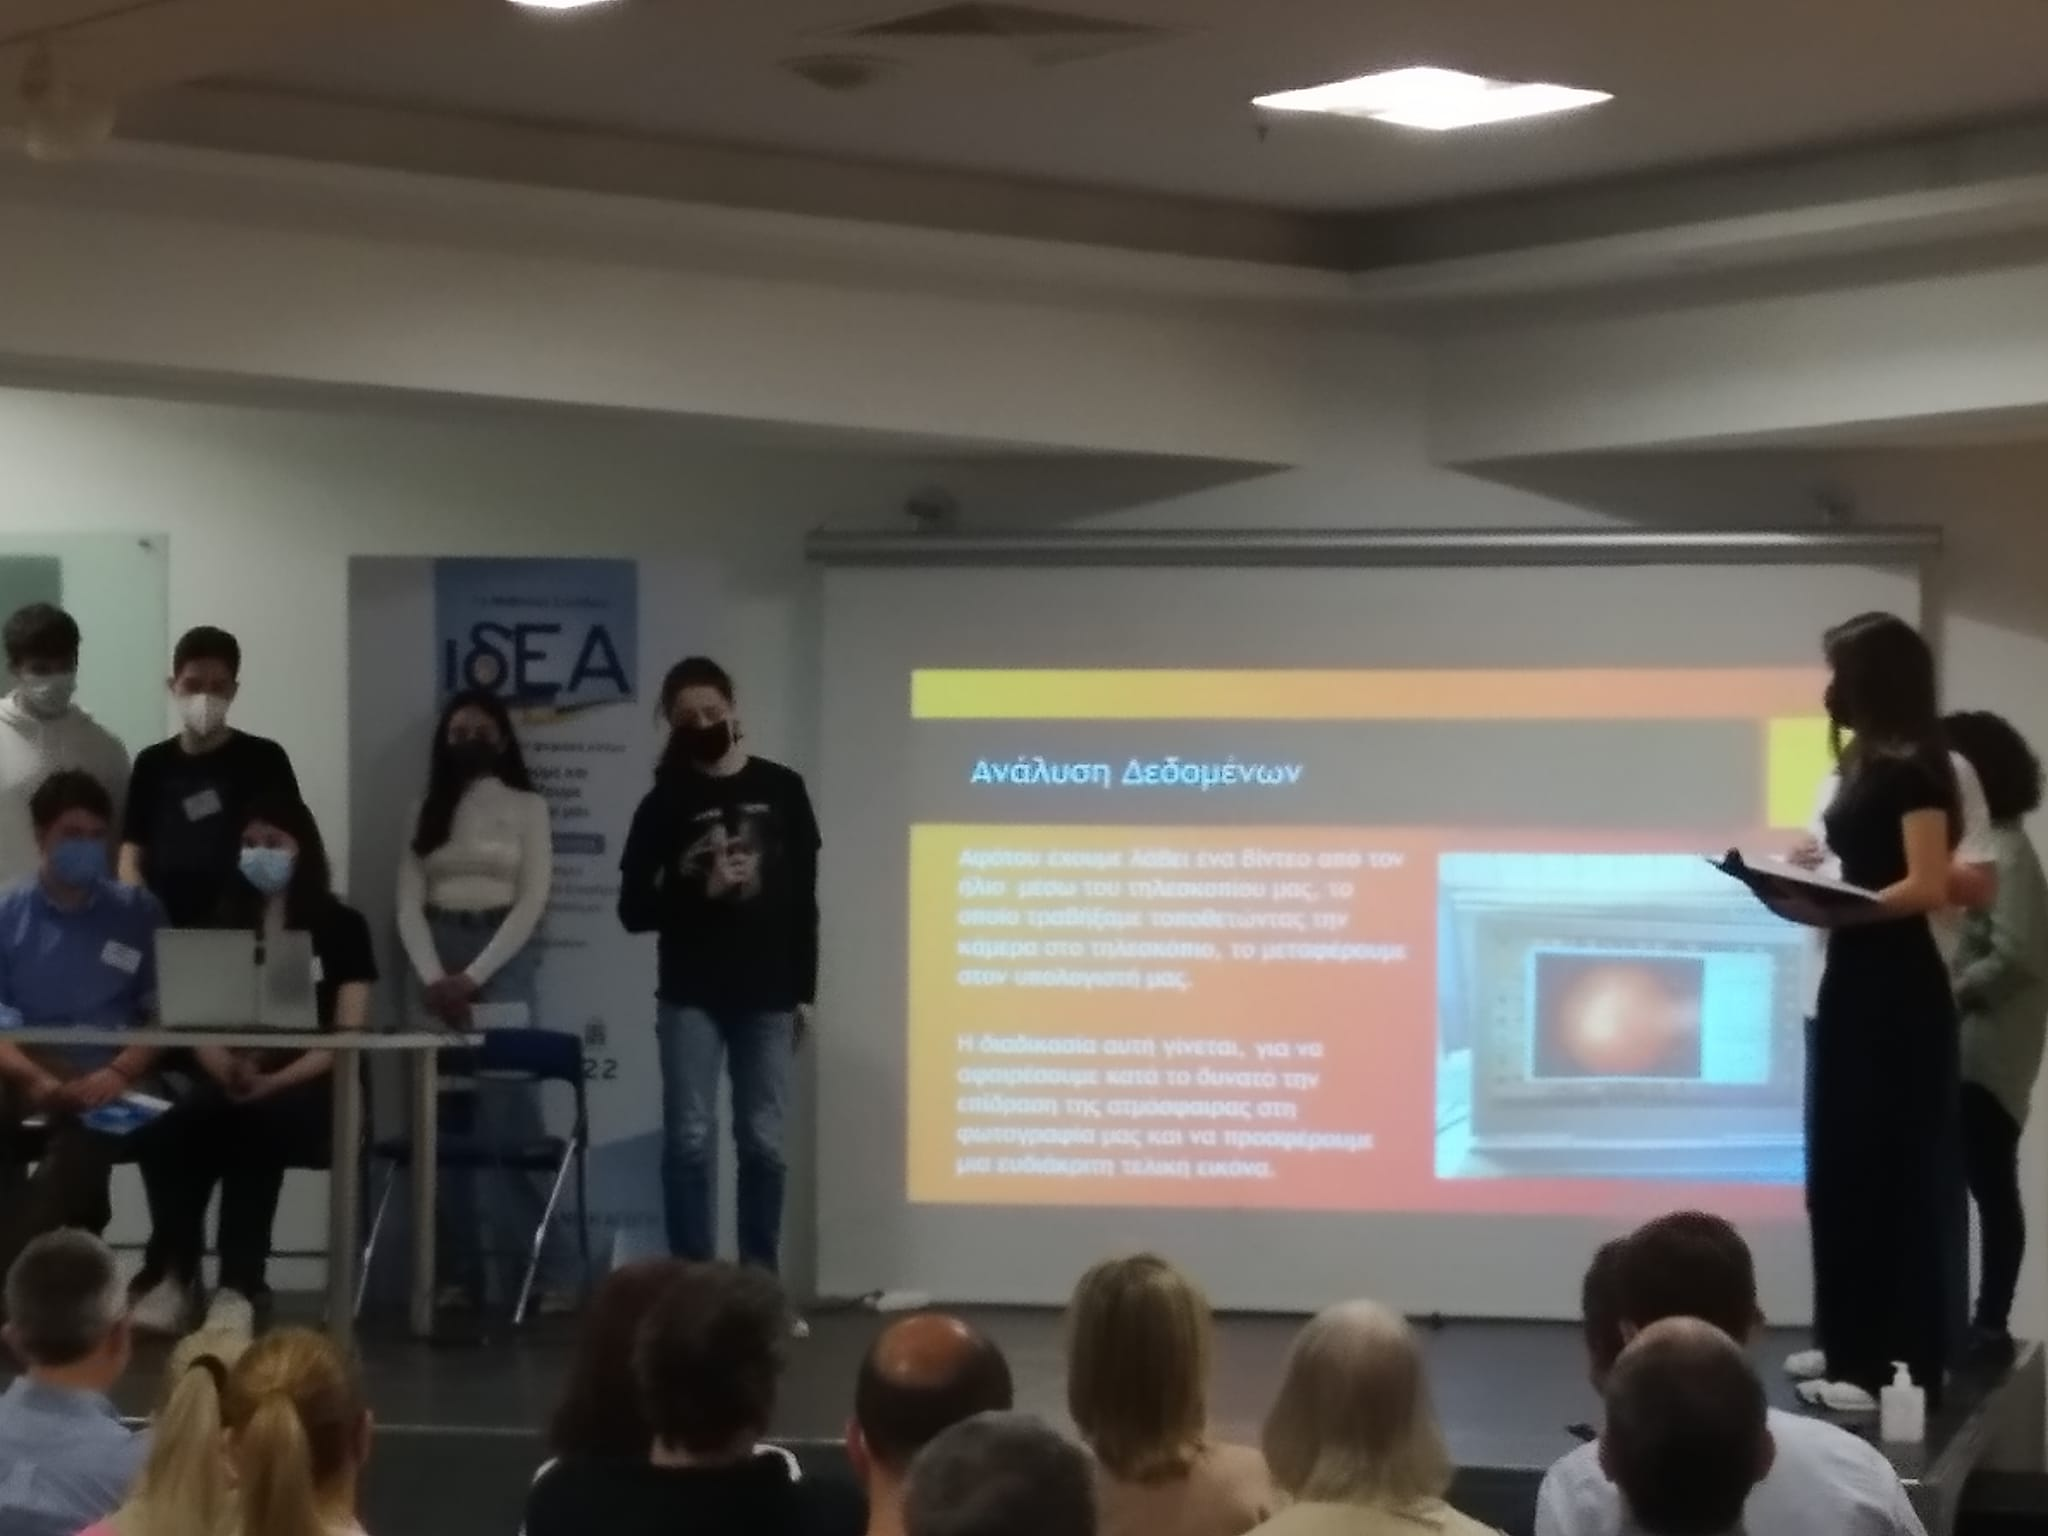 ΙδΕΑ
Ανάλυση Δεδομένων
Αφότου έχουμε λάβει ένα βίντεο από τον
ήλιο μέσω του τηλεσκοπίου μας, το
οποίο τραβήξαμε τοποθετώντας την
κάμερα στο τηλεσκόπιο, το μεταφέρουμε
στον υπολογιστή μας.
Η διαδικασία αυτή γίνεται, για να
αφαιρέσουμε κατά το δυνατό την
επίδραση της ατμόσφαιρας στη
φωτογραφία μας και να προσφέρουμε
μια ευδιάκριτη τελική εικόνα.
22